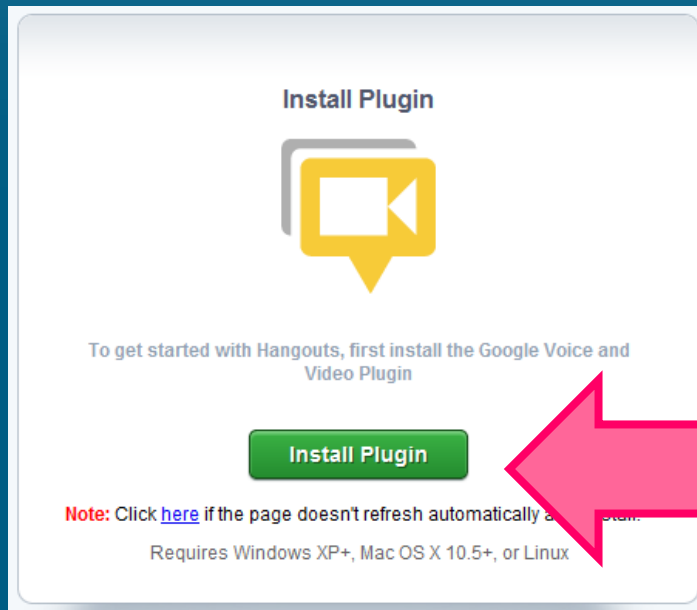 Install Plugin
To get started with Hangouts, first install the Google Voice and
Video Plugin
Install Plugin
Note: Click here if the page doesn't refresh automatically
Requires Windows XP+, Mac OS X 10.5+, or Linux